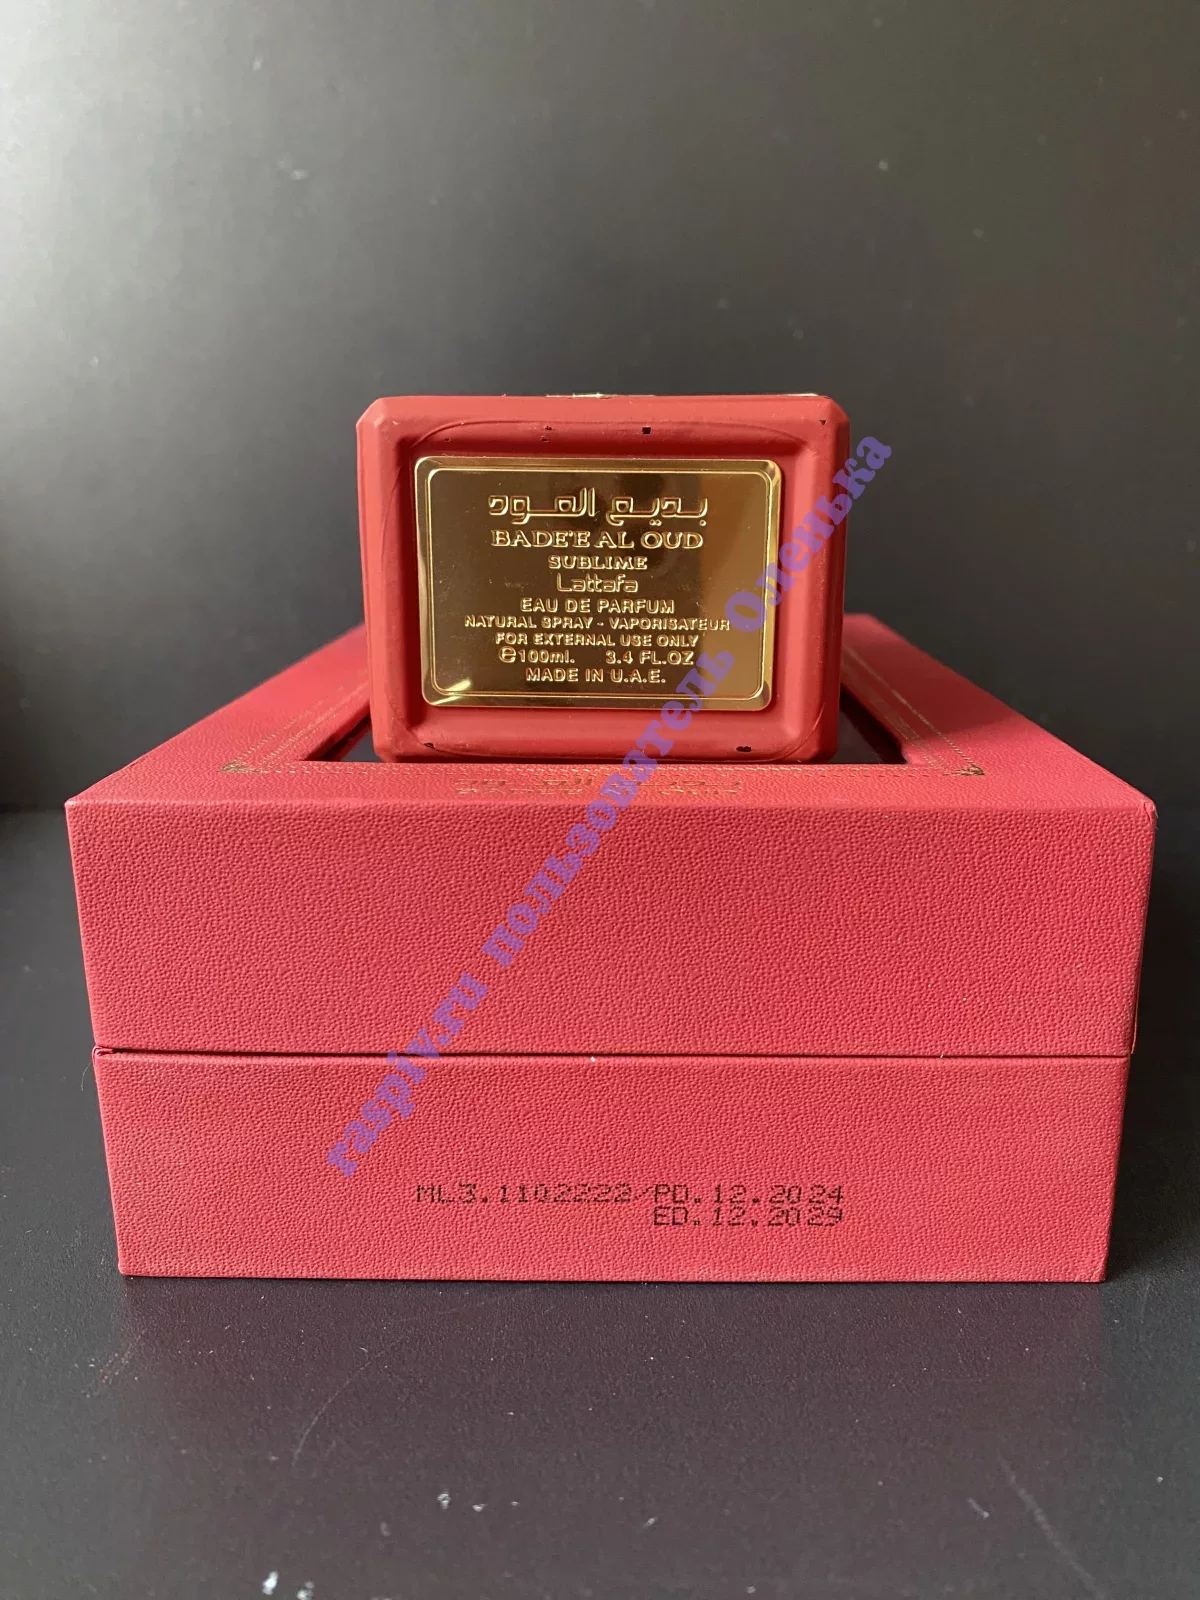 بديع العود
BADE'E AL OUD
SUBLIME
Lattafa
EAU DE PARFUM
NATURAL SPRAY - VAPORISATEUR
FOR EXTERNAL USE ONLY
e100ml. 3.4 FL.OZ
MADE IN U.A.E.
raspiv.ru пользователь Оленька
ML3.1102222/PD.12.2024
ED.12.2029